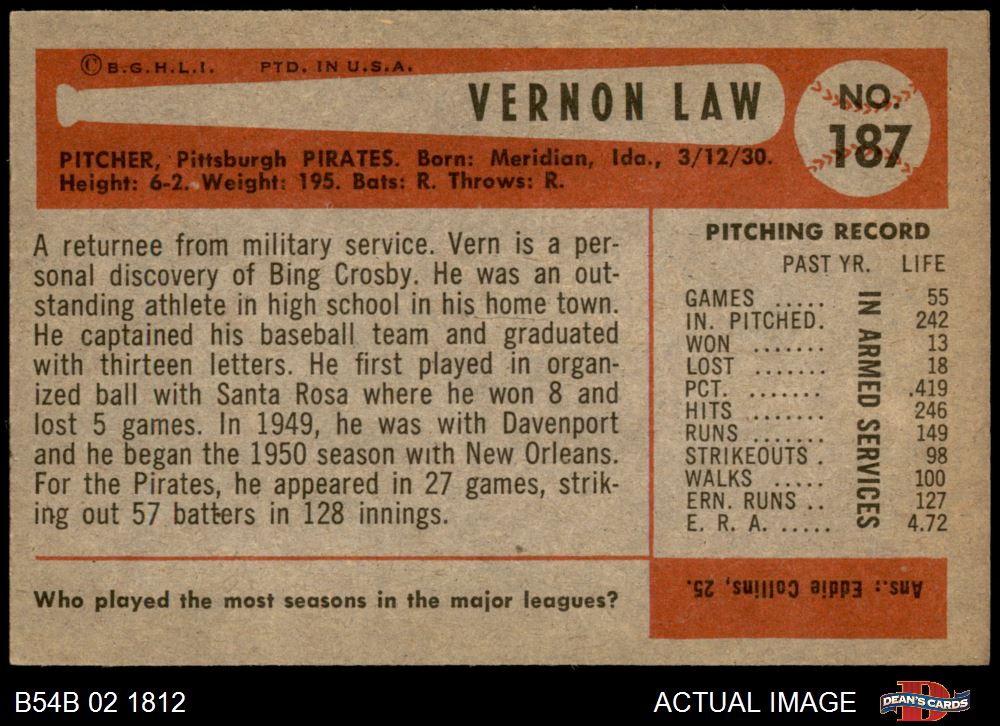 © B.G.H.L.I. PTD. IN U.S.A.
VERNON LAW
NO.
187
PITCHER, Pittsburgh PIRATES. Born: Meridian, Ida., 3/12/30.
Height: 6-2. Weight: 195. Bats: R. Throws: R.
A returnee from military service. Vern is a per-
sonal discovery of Bing Crosby. He was an out-
standing athlete in high school in his home town.
He captained his baseball team and graduated
with thirteen letters. He first played in organ-
ized ball with Santa Rosa where he won 8 and
lost 5 games. In 1949, he was with Davenport
and he began the 1950 season with New Orleans.
For the Pirates, he appeared in 27 games, strik-
ing out 57 batters in 128 innings.
PITCHING RECORD
PAST YR. LIFE
GAMES ..... 55
IN. PITCHED. 242
WON ....... 13
LOST ....... 18
PCT. ....... .419
HITS ....... 246
RUNS ....... 149
STRIKEOUTS . 98
WALKS ..... 100
ERN. RUNS .. 127
E. R. A. ..... 4.72
IN ARMED SERVICES
Who played the most seasons in the major leagues?
Ans.: Eddie Collins, 25.
B54B 02 1812
ACTUAL IMAGE
DEAN'S CARDS